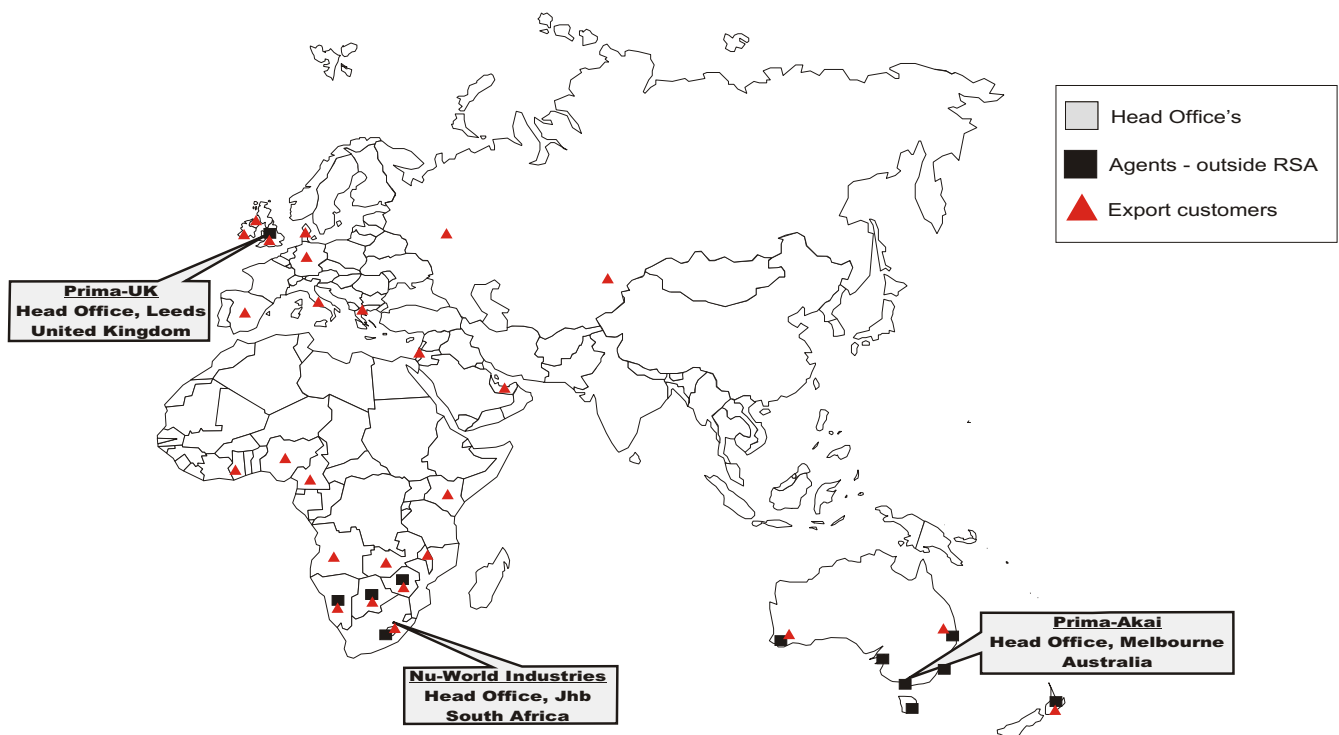 Head Office's
Agents - outside RSA
Export customers
Prima-UK
Head Office, Leeds
United Kingdom
Prima-Akai
Head Office, Melbourne
Australia
Nu-World Industries
Head Office, Jhb
South Africa